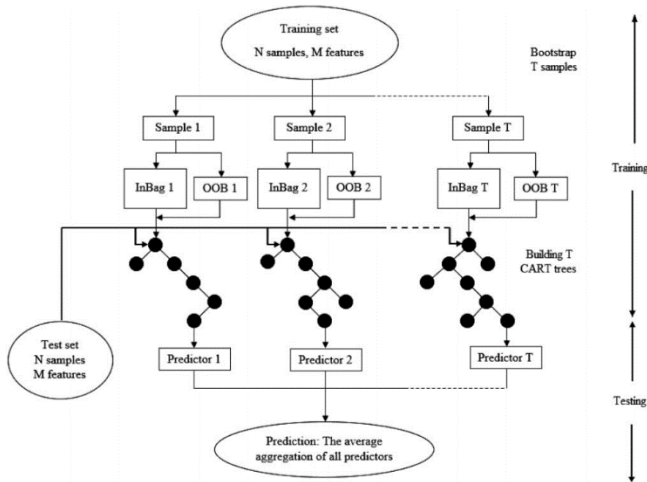 Training set
N samples, M features
Bootstrap
T samples
Sample 1
Sample 2
Sample T
InBag 1
OOB 1
InBag 2
OOB 2
InBag T
OOB T
Training
Building T
CART trees
Test set
N samples
M features
Predictor 1
Predictor 2
Predictor T
Testing
Prediction: The average
aggregation of all predictors